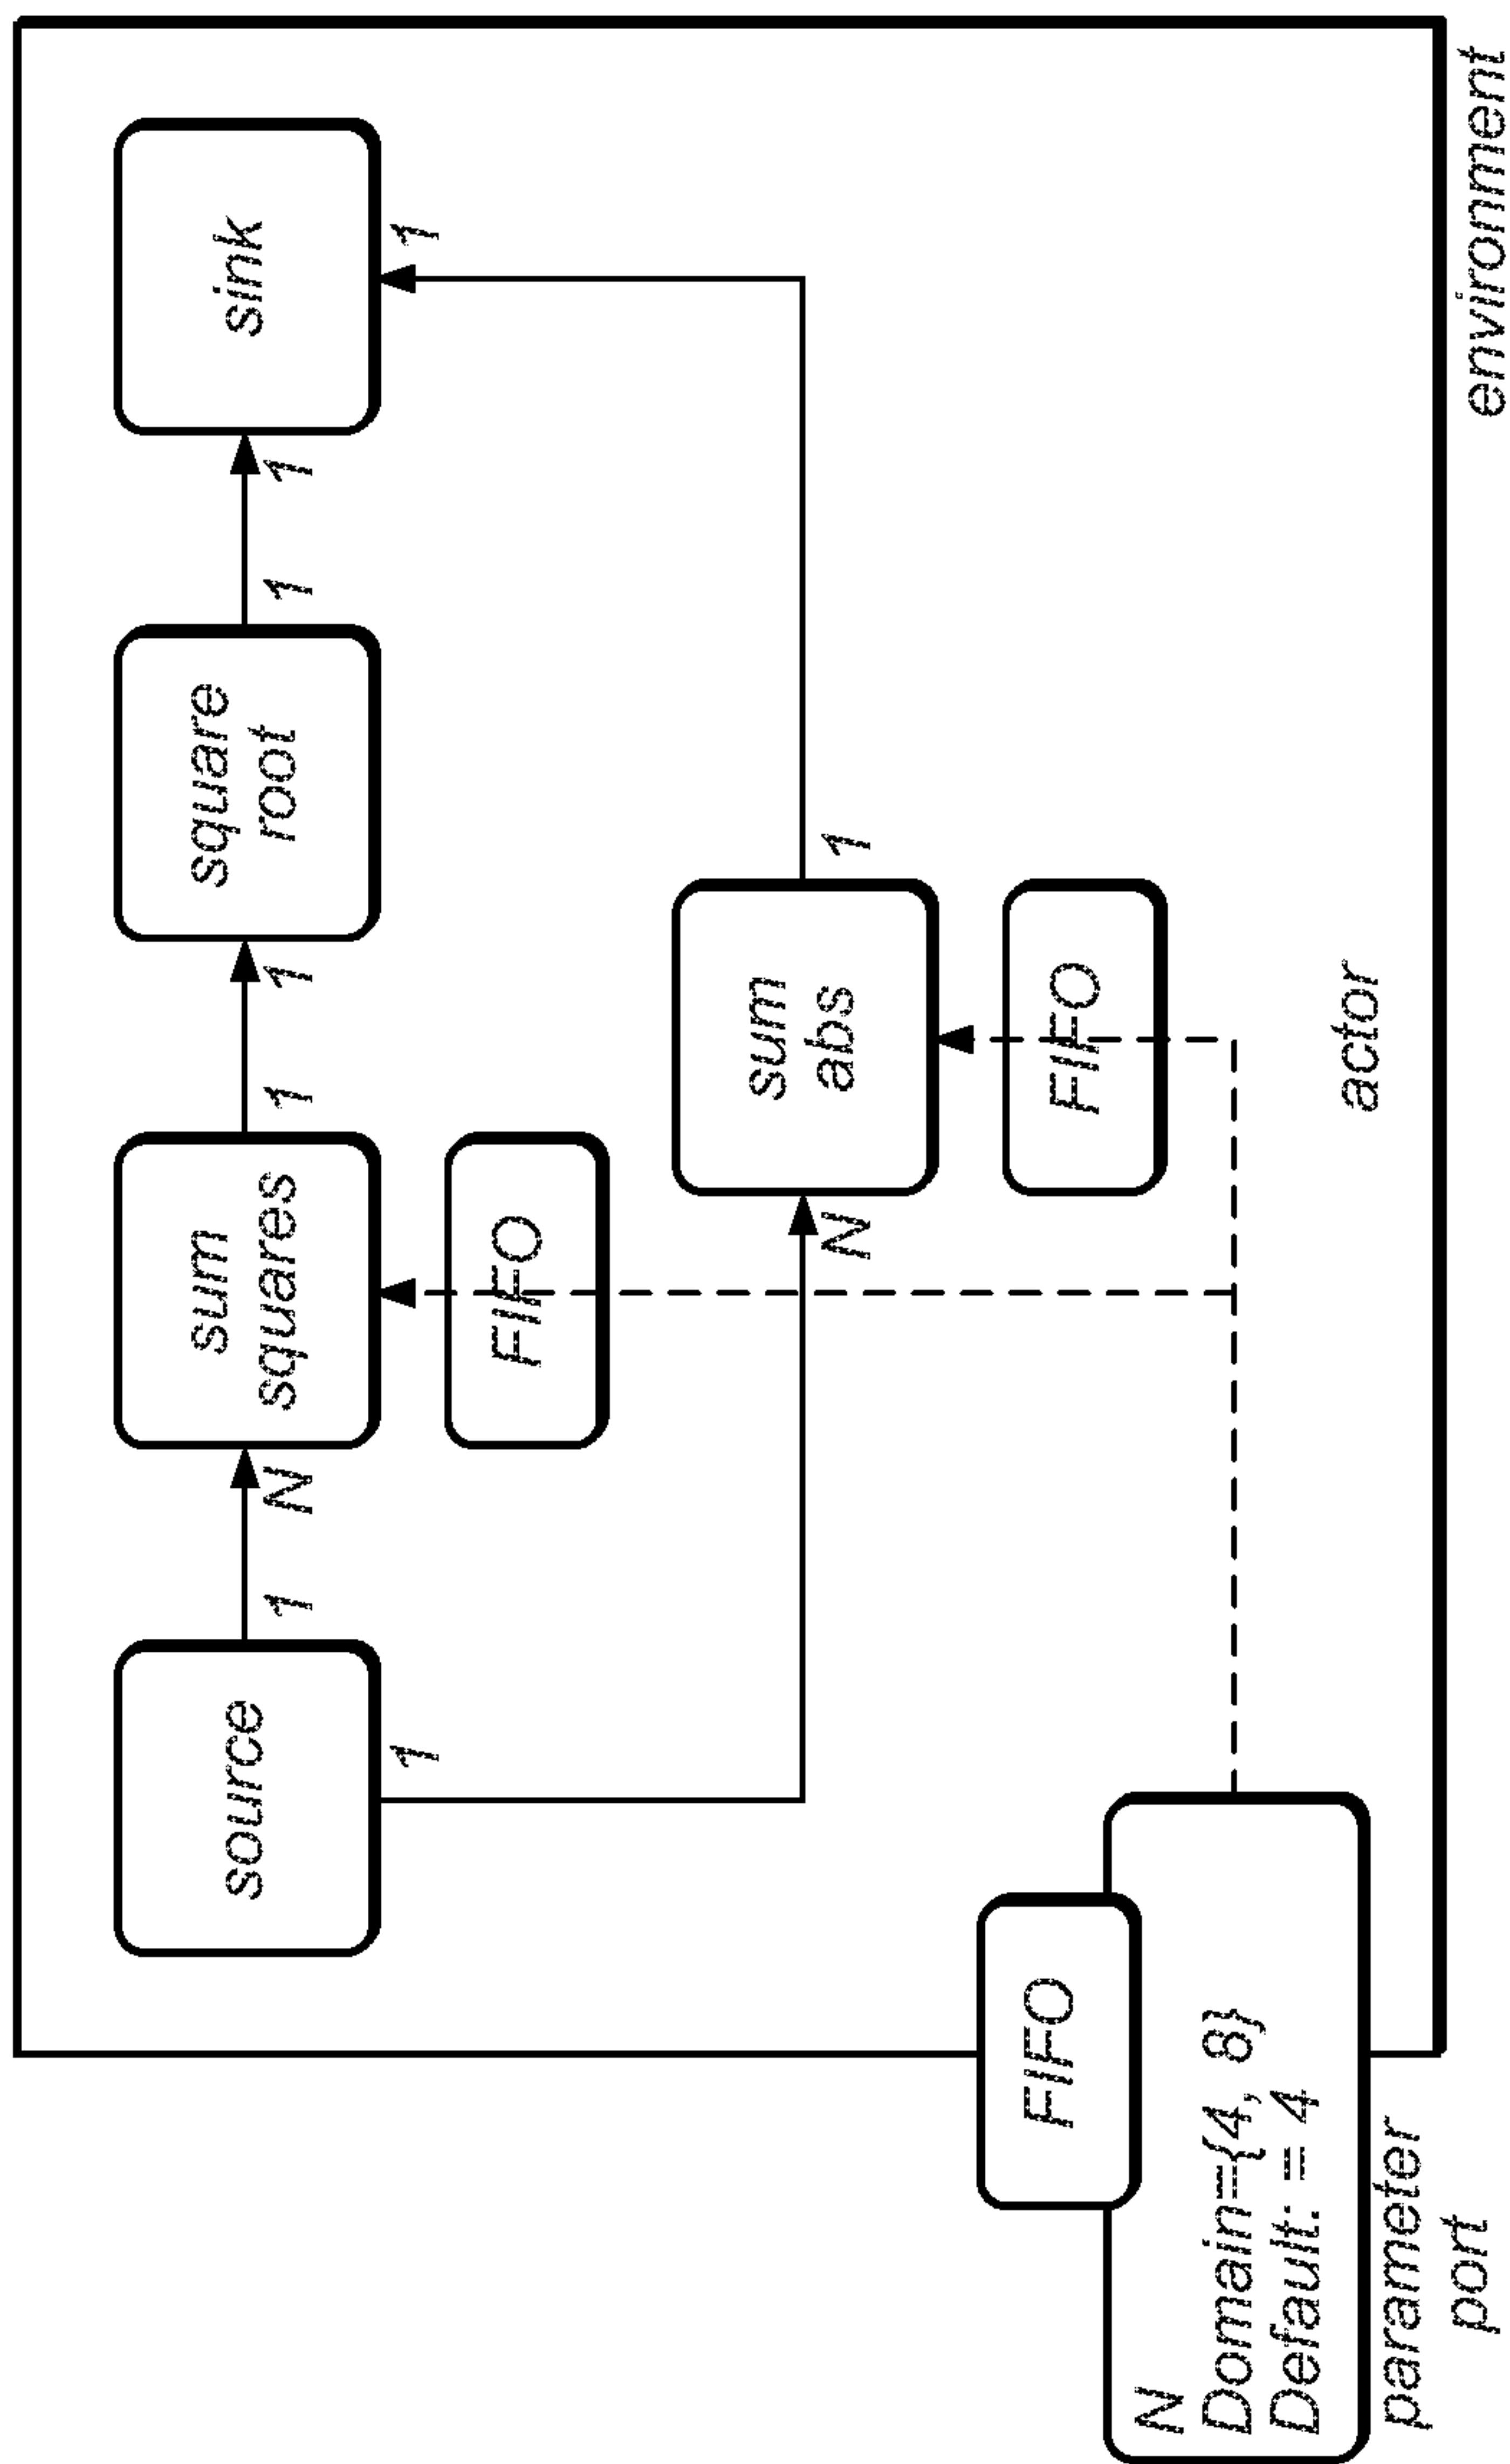 source
1
N
sum
squares
1
1
square
root
1
1
sink
1
FIFO
1
N
sum
abs
1
FIFO
FIFO
N
Domain={4, 8}
Default: = 4
parameter
port
actor
environment